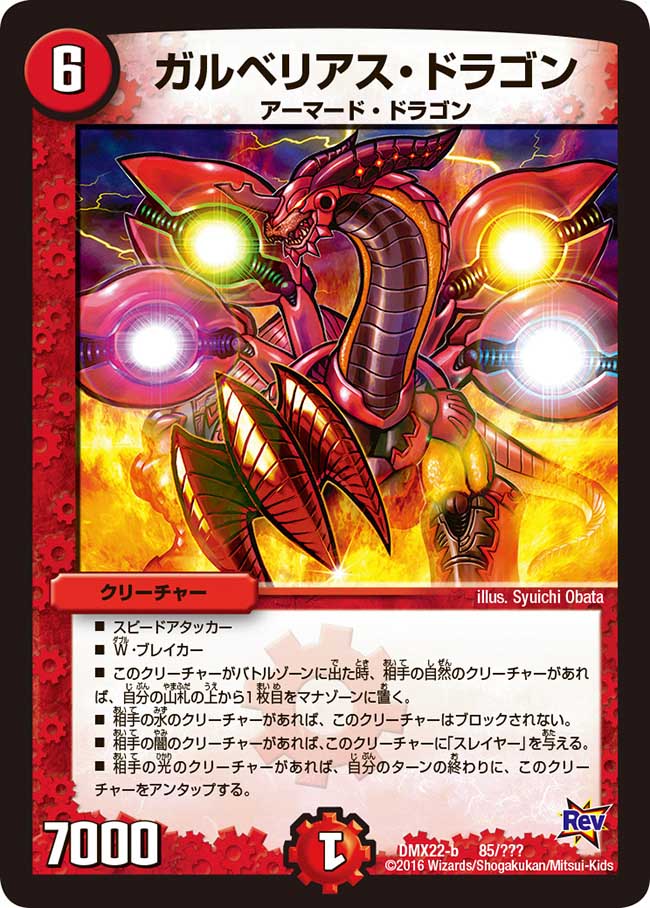 6
ガルベリアス・ドラゴン
アーマード・ドラゴン
クリーチャー
illus. Syuichi Obata
■ スピードアタッカー
■ W・ブレイカー
■ このクリーチャーがバトルゾーンに出た時、相手の自然のクリーチャーがあれ
ば、自分の山札の上から1枚目をマナゾーンに置く。
■ 相手の水のクリーチャーがあれば、このクリーチャーはブロックされない。
■ 相手の闇のクリーチャーがあれば、このクリーチャーに「スレイヤー」を与える。
■ 相手の光のクリーチャーがあれば、自分のターンの終わりに、このクリー
チャーをアンタップする。
7000
1
Rev
DMX22-b 85/???
©2016 Wizards/Shogakukan/Mitsui-Kids